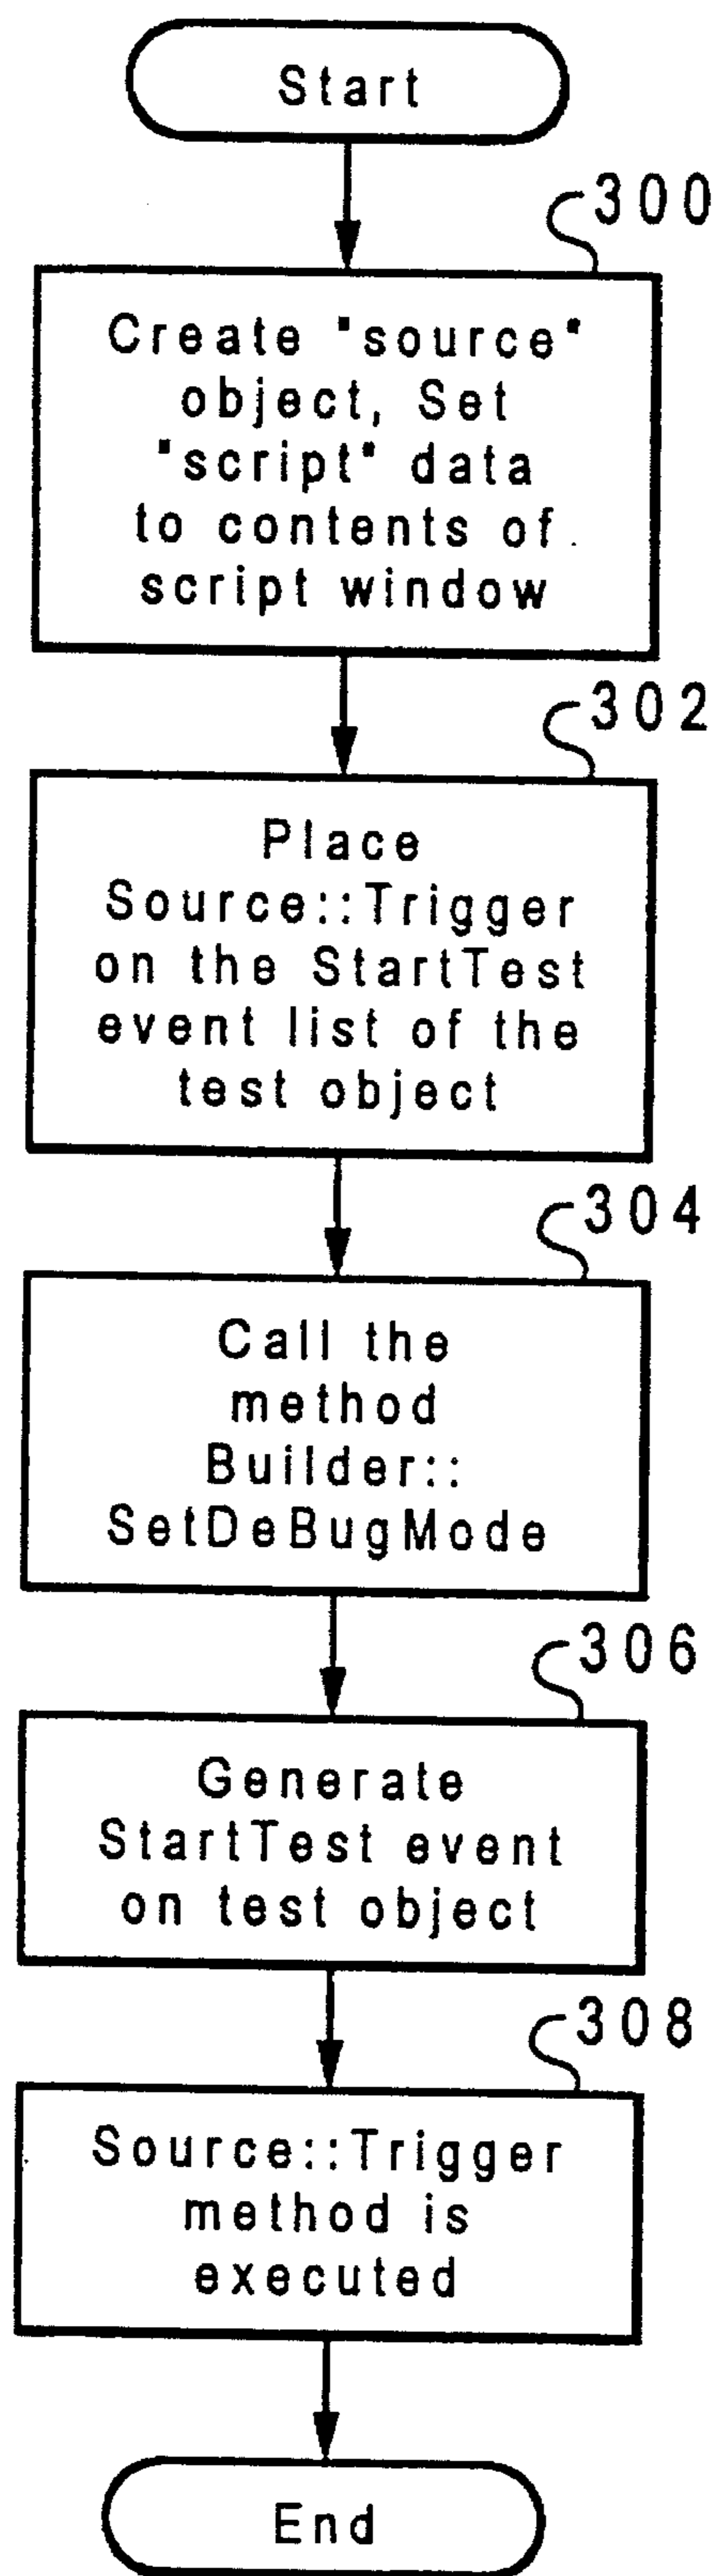 Start
300
Create "source"
object, Set
"script" data
to contents of
script window
302
Place
Source::Trigger
on the StartTest
event list of the
test object
304
Call the
method
Builder::
SetDeBugMode
306
Generate
StartTest event
on test object
308
Source::Trigger
method is
executed
End